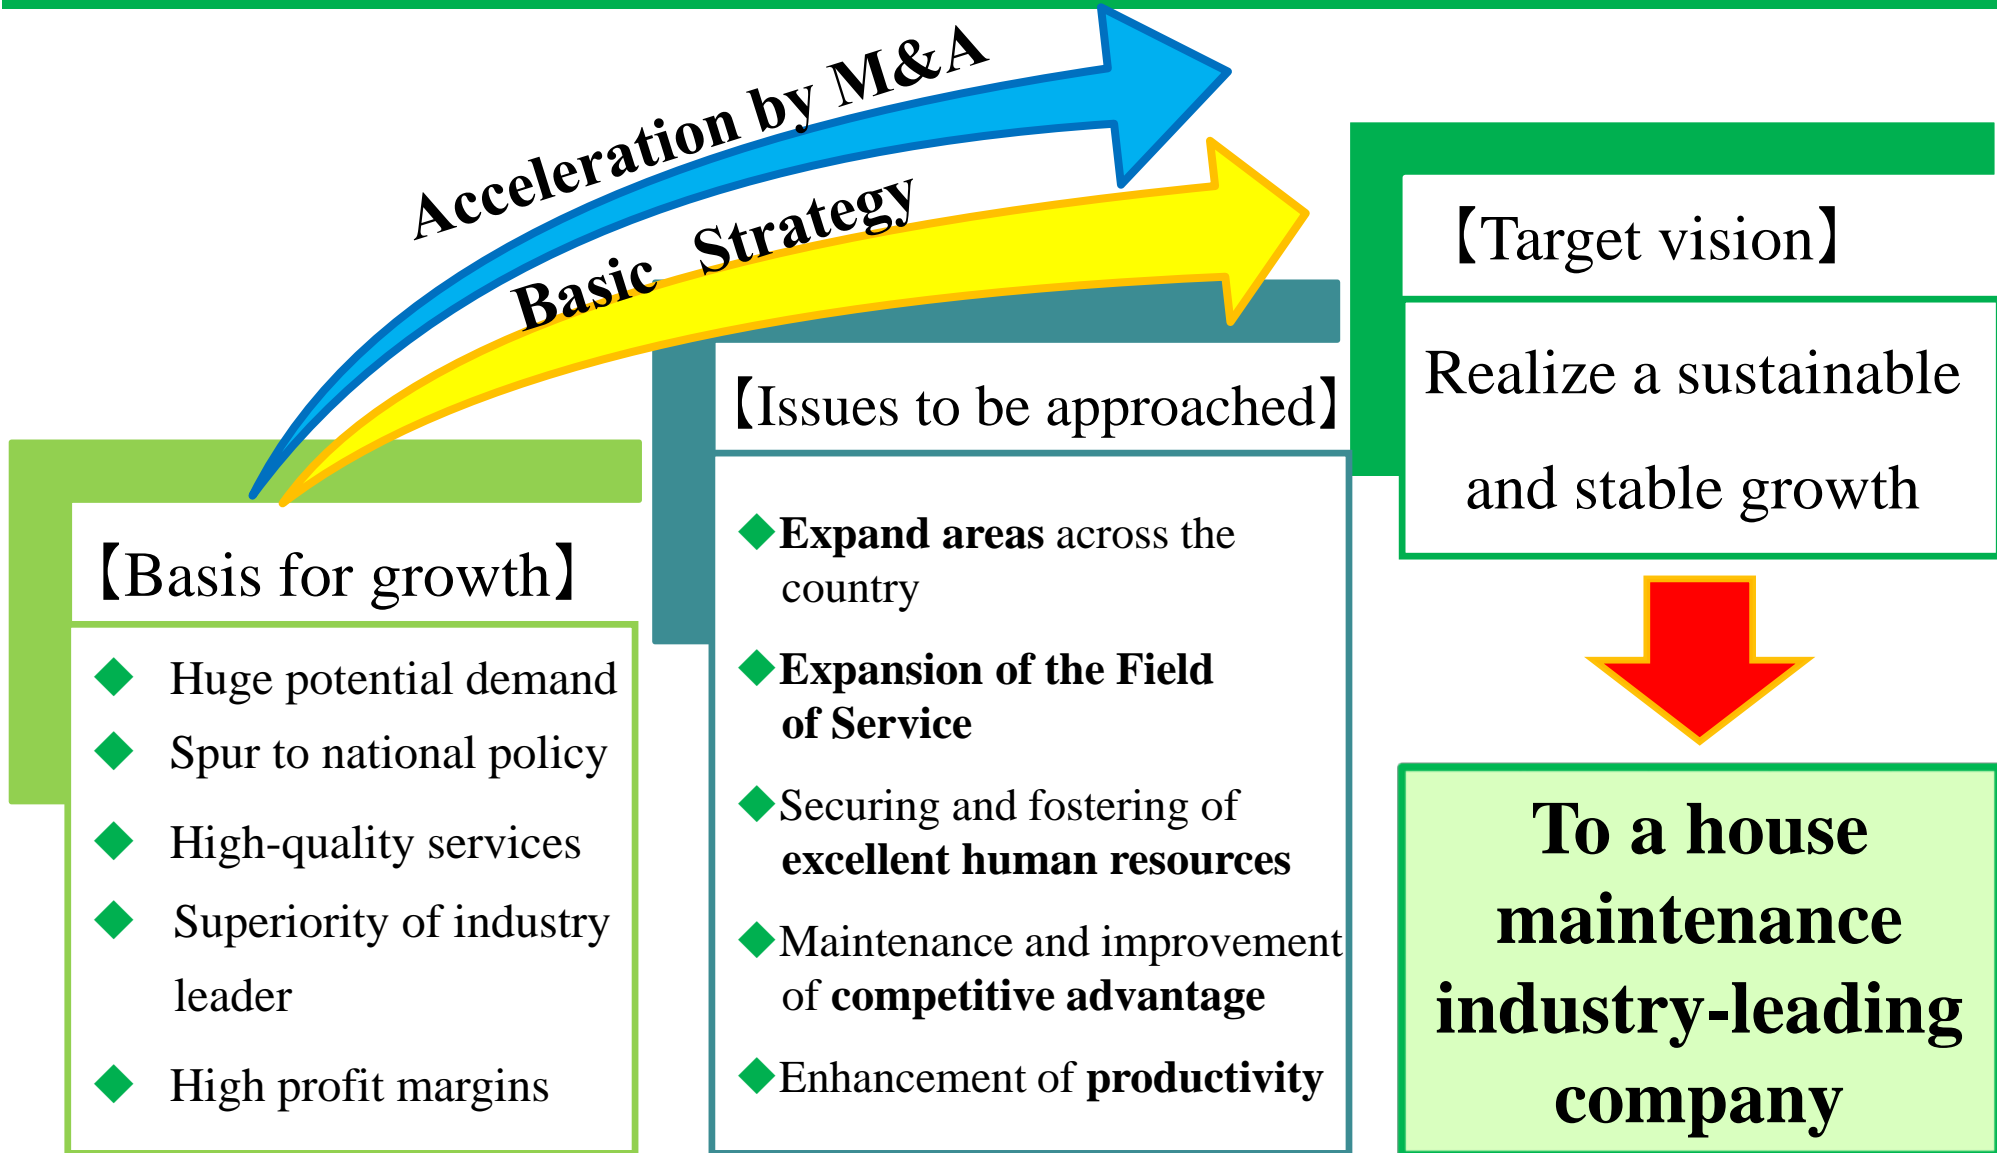 Acceleration by M&A
Basic Strategy
【Basis for growth】
◆ Huge potential demand
◆ Spur to national policy
◆ High-quality services
◆ Superiority of industry
leader
◆ High profit margins
【Issues to be approached】
◆Expand areas across the
country
◆Expansion of the Field
of Service
◆Securing and fostering of
excellent human resources
◆Maintenance and improvement
of competitive advantage
◆Enhancement of productivity
【Target vision】
Realize a sustainable
and stable growth
To a house
maintenance
industry-leading
company